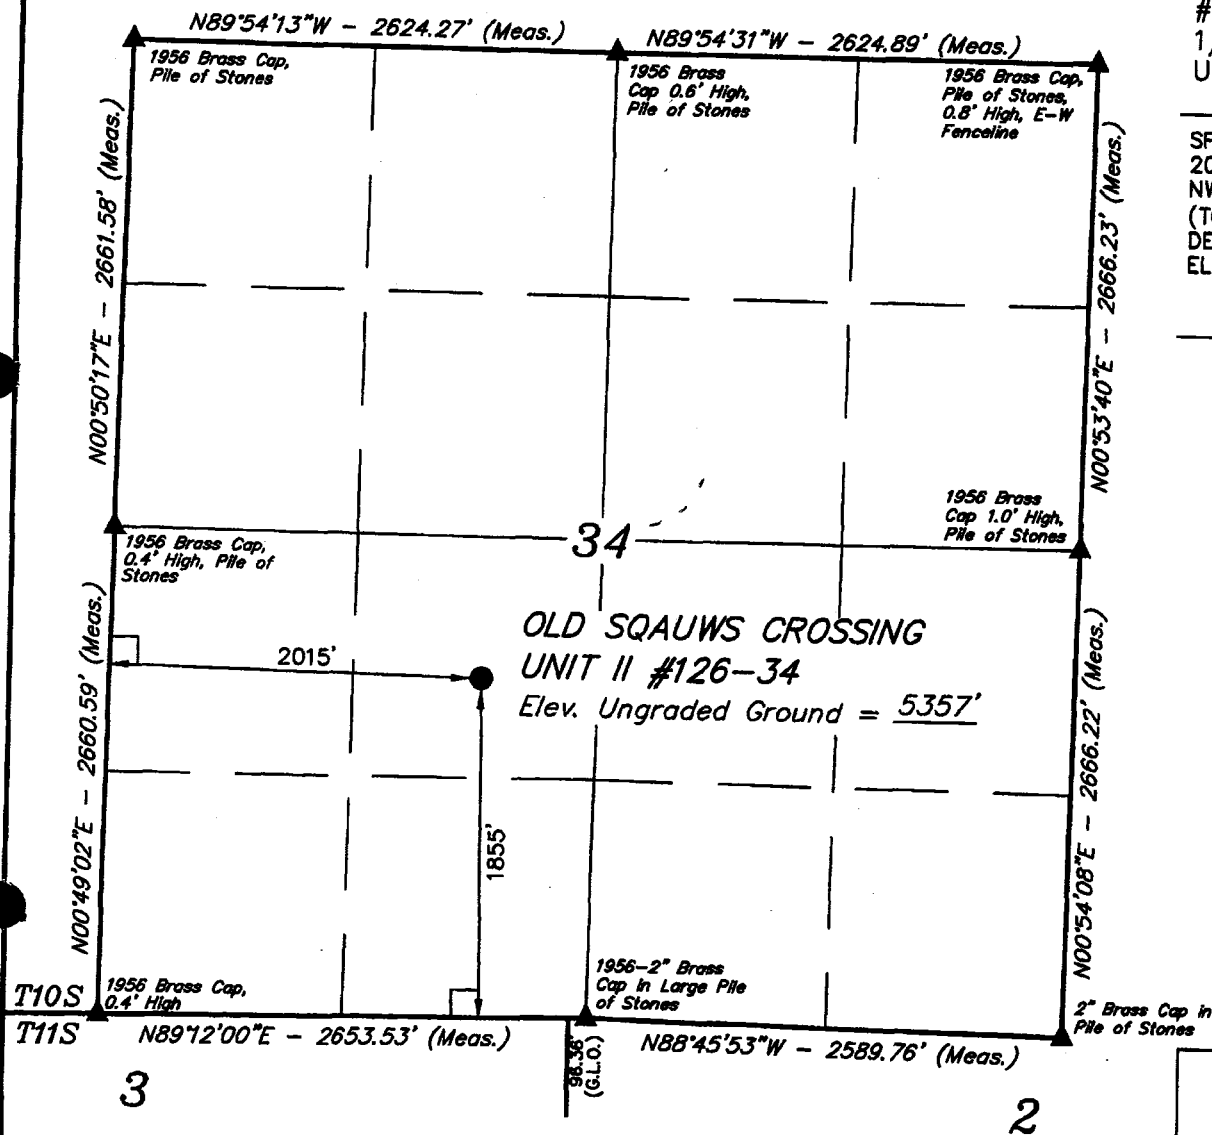 N89°54'13"W - 2624.27' (Meas.)
N89°54'31"W - 2624.89' (Meas.)
#
1
U
1956 Brass Cap,
Pile of Stones
1956 Brass
Cap 0.6' High,
Pile of Stones
1956 Brass Cap,
Pile of Stones,
0.8' High, E-W
Fenceline
N00°50'17"E - 2661.58' (Meas.)
N00°53'40"E - 2666.23' (Meas.)
20
NW
(T
DE
EL
1956 Brass Cap,
0.4' High, Pile of
Stones
34
1956 Brass
Cap 1.0' High,
Pile of Stones
OLD SQAUWS CROSSING
UNIT II #126-34
Elev. Ungraded Ground = 5357'
2015'
1855'
N00°49'02"E - 2660.59' (Meas.)
N00°54'08"E - 2666.22' (Meas.)
T10S
T11S
1956 Brass Cap,
0.4' High
1956-2" Brass
Cap in Large Pile
of Stones
2" Brass Cap in
Pile of Stones
N89°12'00"E - 2653.53' (Meas.)
(G.L.O.)
N88°45'53"W - 2589.76' (Meas.)
3
2